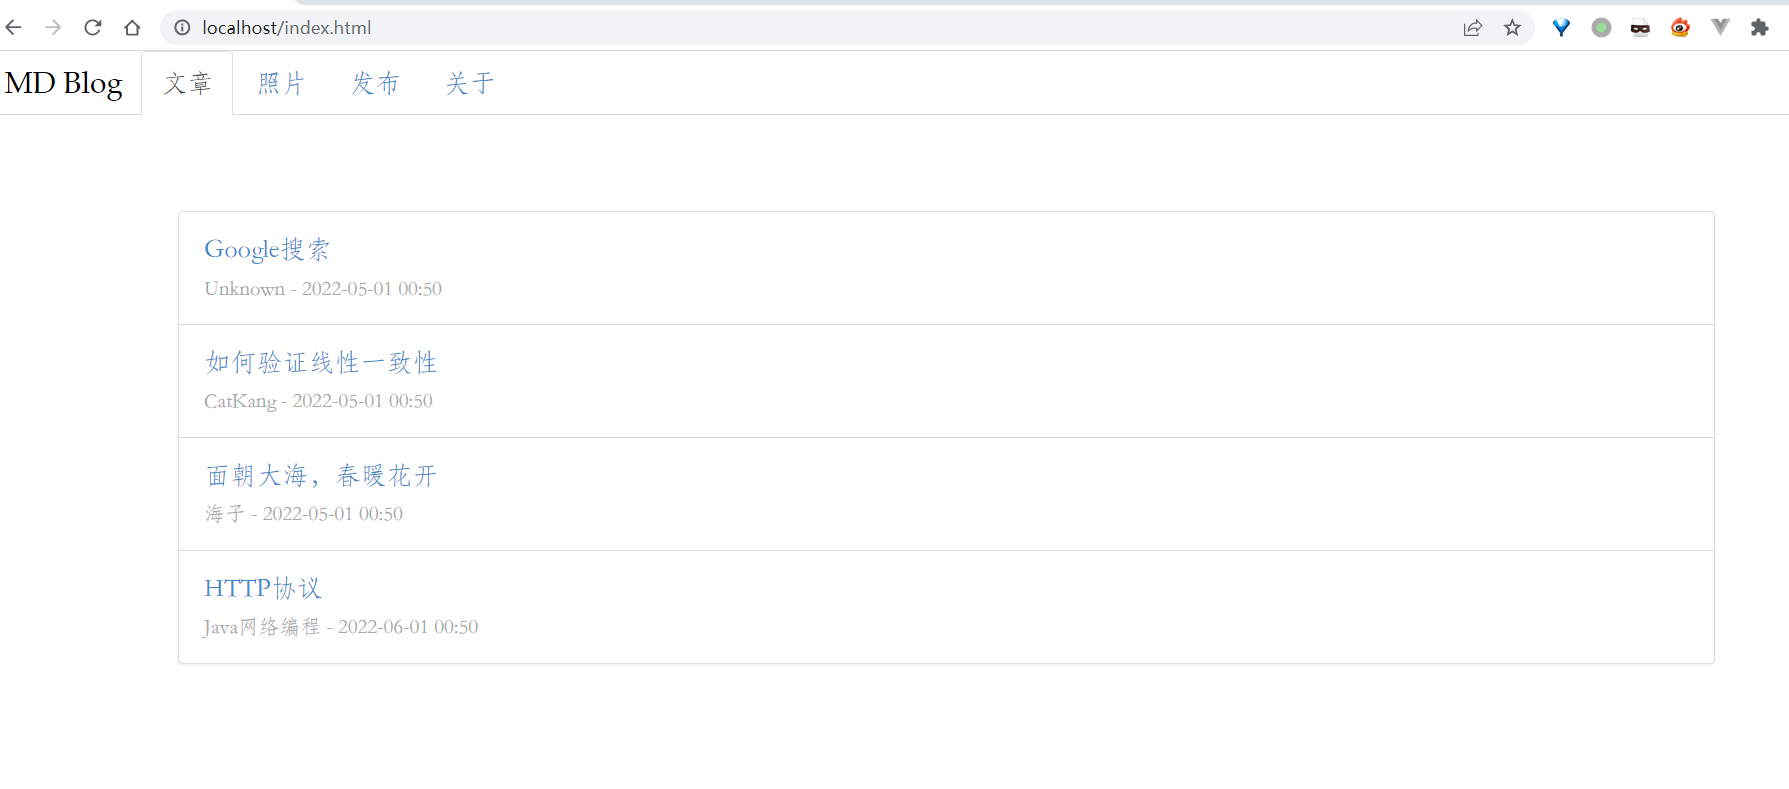 localhost/index.html
MD Blog 文章 照片 发布 关于
Google搜索
Unknown - 2022-05-01 00:50
如何验证线性一致性
CatKang - 2022-05-01 00:50
面朝大海，春暖花开
海子 - 2022-05-01 00:50
HTTP协议
Java网络编程 - 2022-06-01 00:50